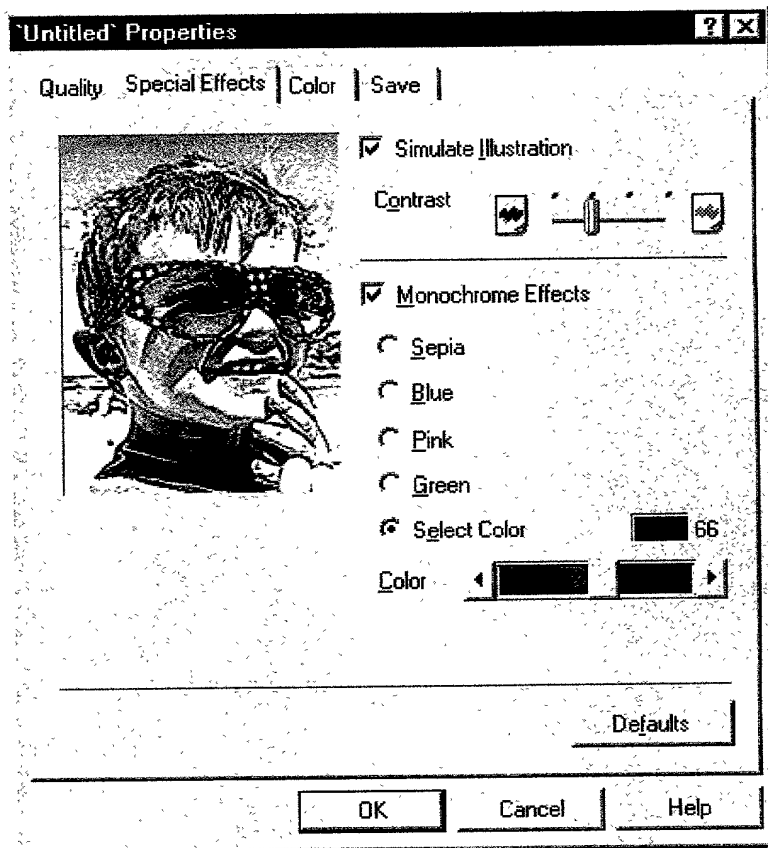 `Untitled` Properties
Quality Special Effects Color Save
Simulate Illustration
Contrast
Monochrome Effects
Sepia
Blue
Pink
Green
Select Color 66
Color
Defaults
OK Cancel Help